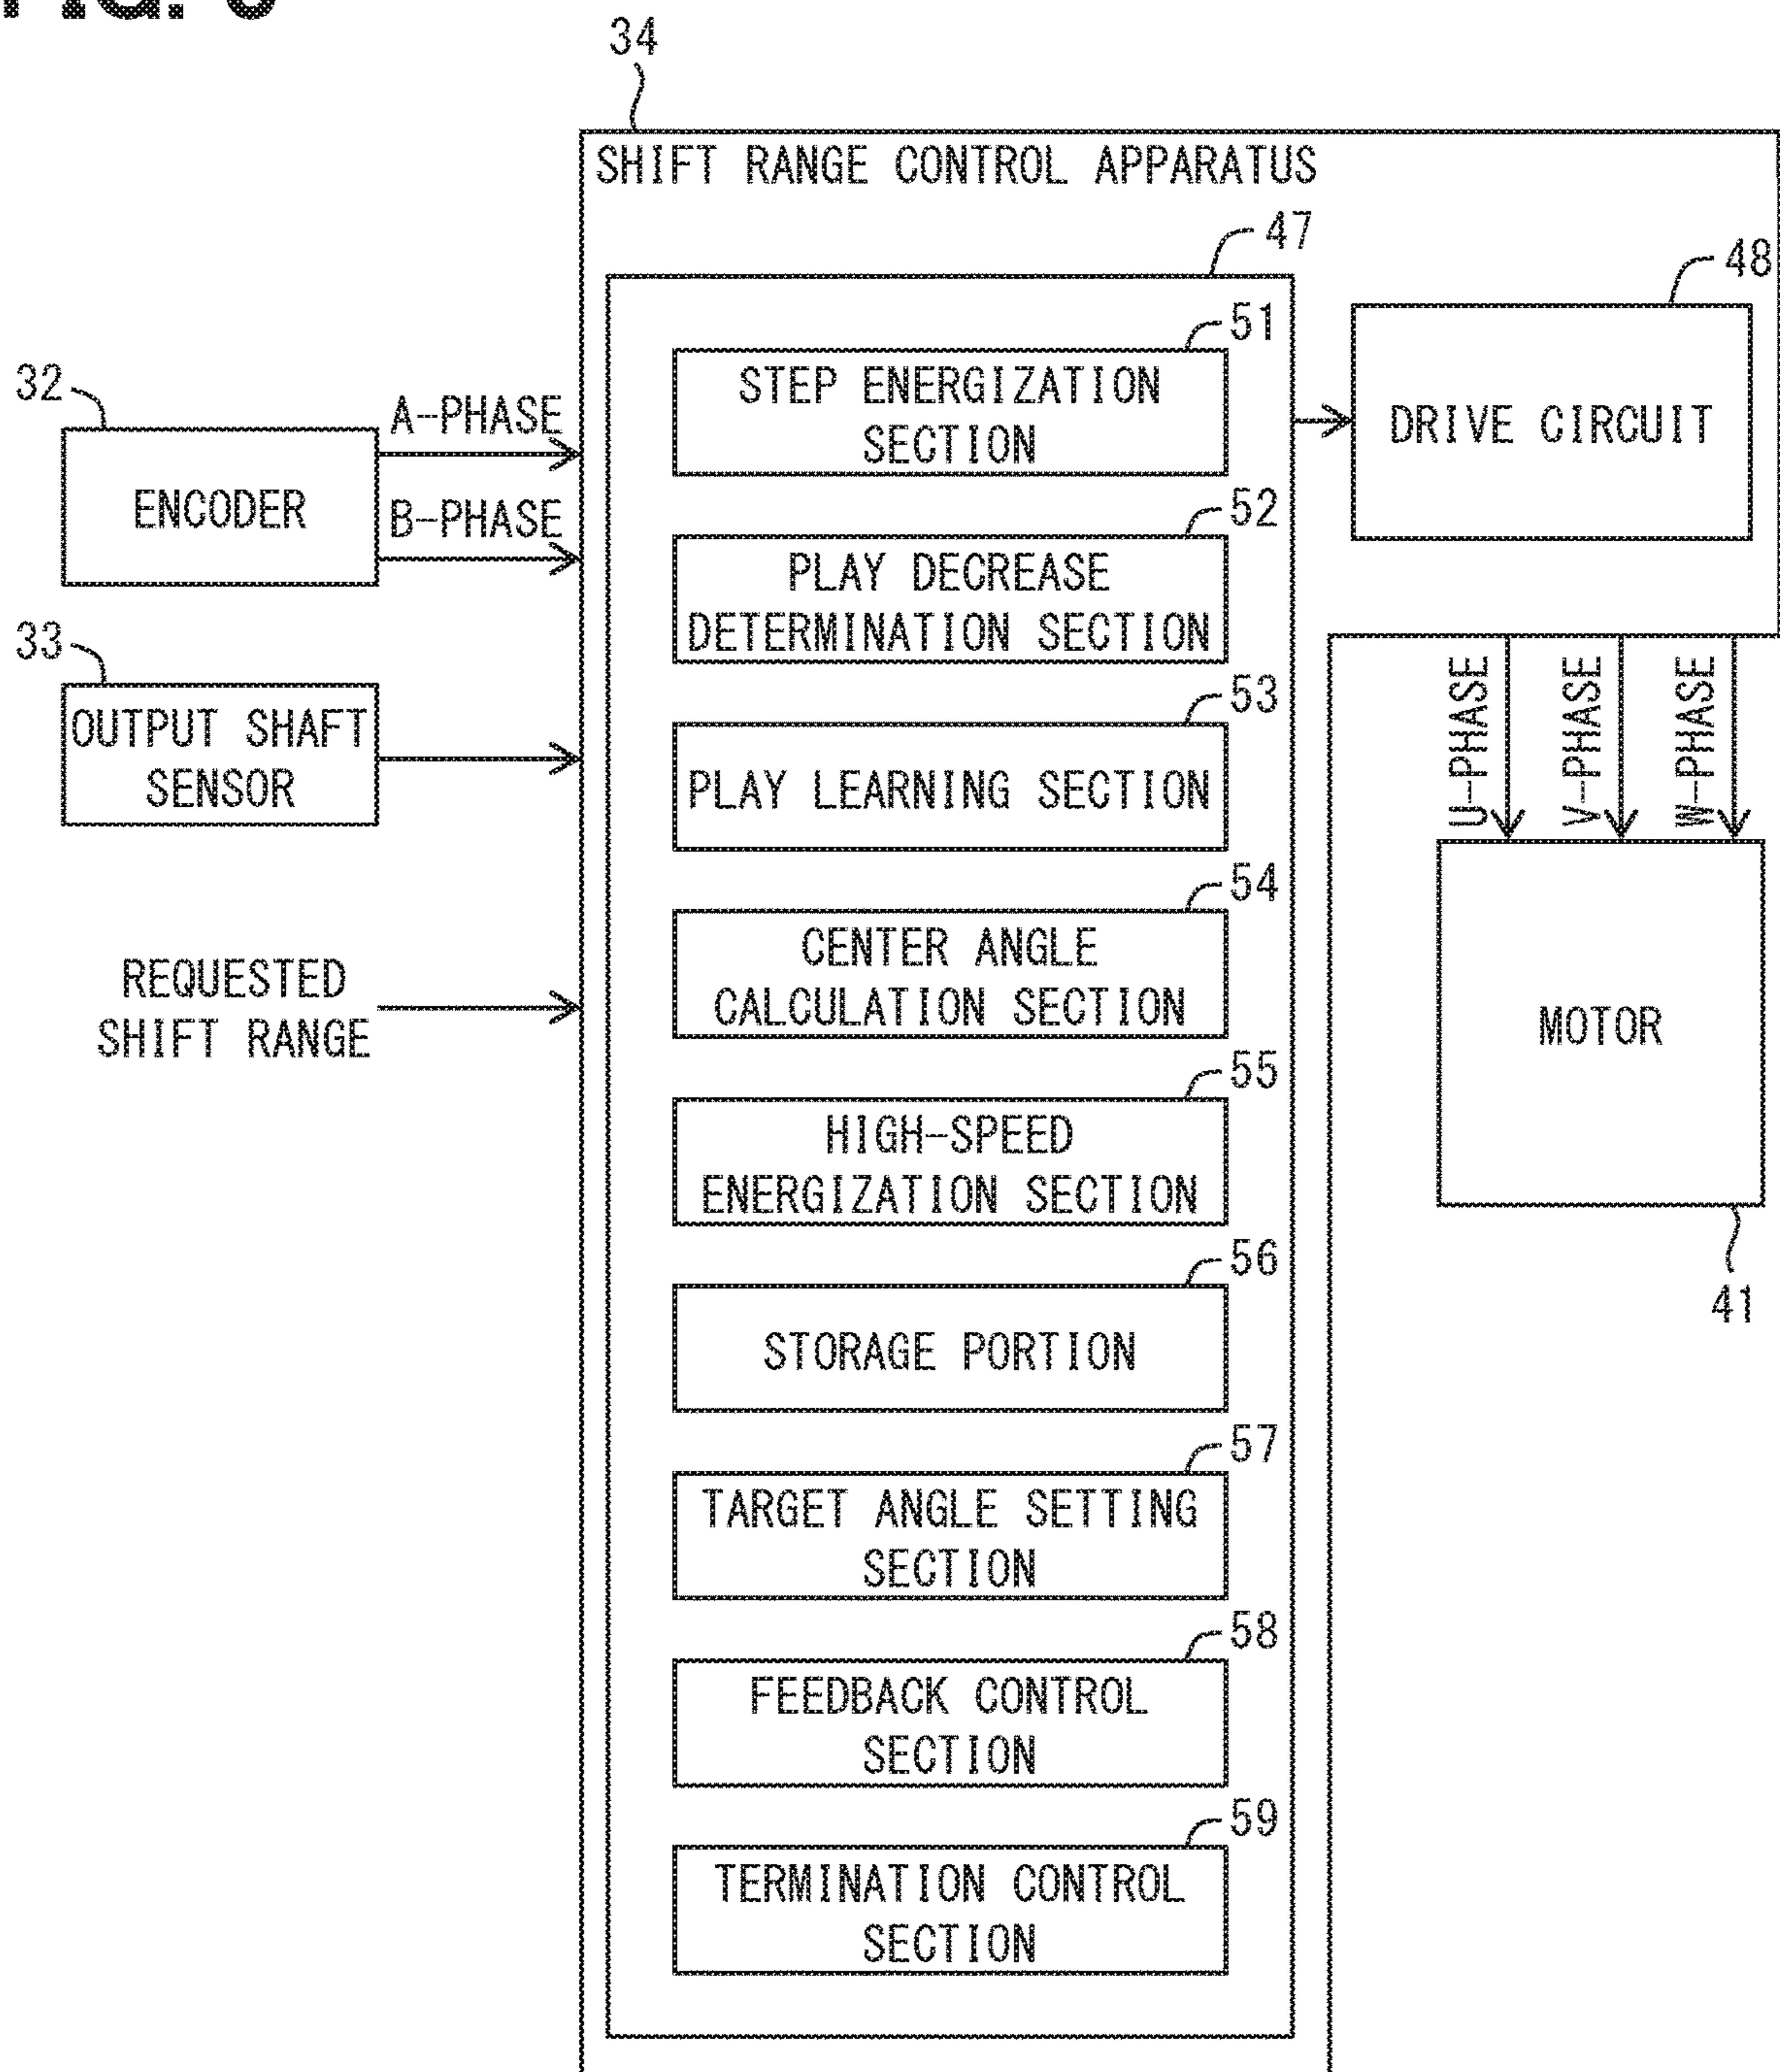 34
SHIFT RANGE CONTROL APPARATUS
47
48
51
STEP ENERGIZATION
SECTION
DRIVE CIRCUIT
32
A-PHASE
ENCODER
B-PHASE
52
PLAY DECREASE
DETERMINATION SECTION
33
OUTPUT SHAFT
SENSOR
53
PLAY LEARNING SECTION
U-PHASE
V-PHASE
W-PHASE
54
CENTER ANGLE
CALCULATION SECTION
REQUESTED
SHIFT RANGE
MOTOR
41
55
HIGH-SPEED
ENERGIZATION SECTION
56
STORAGE PORTION
57
TARGET ANGLE SETTING
SECTION
58
FEEDBACK CONTROL
SECTION
59
TERMINATION CONTROL
SECTION